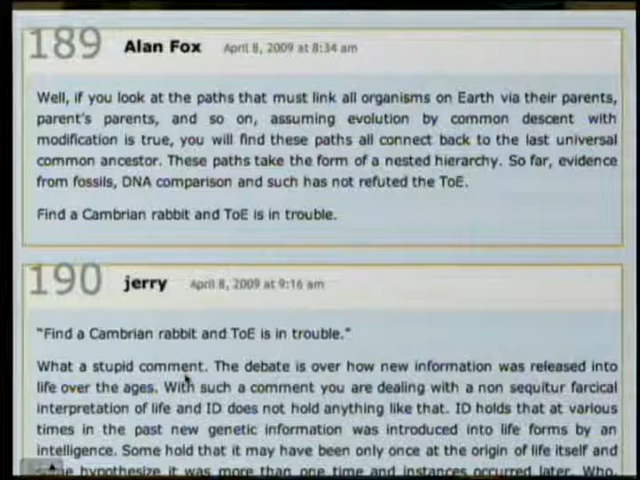 189 Alan Fox April 8, 2009 at 8:34 am
Well, if you look at the paths that must link all organisms on Earth via their parents,
parent's parents, and so on, assuming evolution by common descent with
modification is true, you will find these paths all connect back to the last universal
common ancestor. These paths take the form of a nested hierarchy. So far, evidence
from fossils, DNA comparison and such has not refuted the ToE.
Find a Cambrian rabbit and ToE is in trouble.
190 jerry April 8, 2009 at 9:16 am
"Find a Cambrian rabbit and ToE is in trouble."
What a stupid comment. The debate is over how new information was released into
life over the ages. With such a comment you are dealing with a non sequitur farcical
interpretation of life and ID does not hold anything like that. ID holds that at various
times in the past new genetic information was introduced into life forms by an
intelligence. Some hold that it may have been only once at the origin of life itself and
hypothesize it was more than one time and instances occurred later. Who,